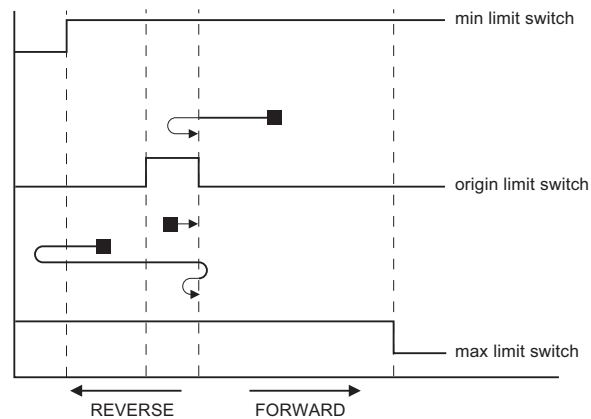 min limit switch
origin limit switch
max limit switch
REVERSE
FORWARD